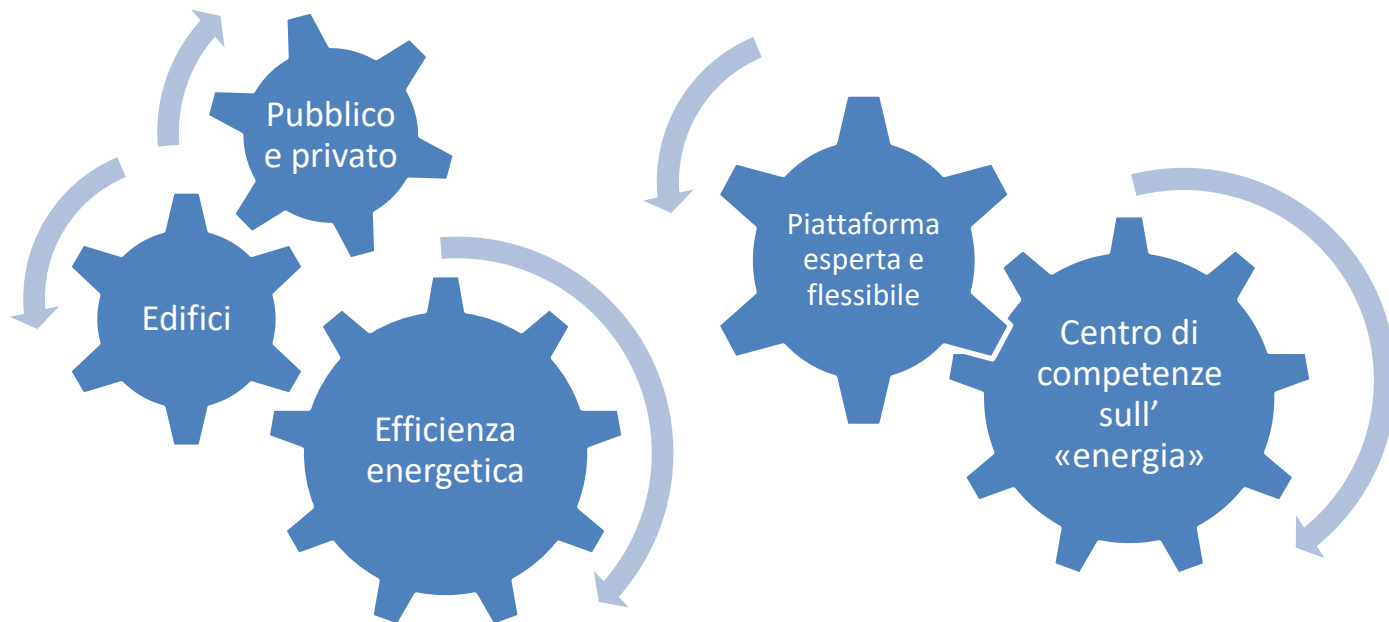 Pubblico
e privato
Edifici
Efficienza
energetica
Piattaforma
esperta e
flessibile
Centro di
competenze
sull’
«energia»